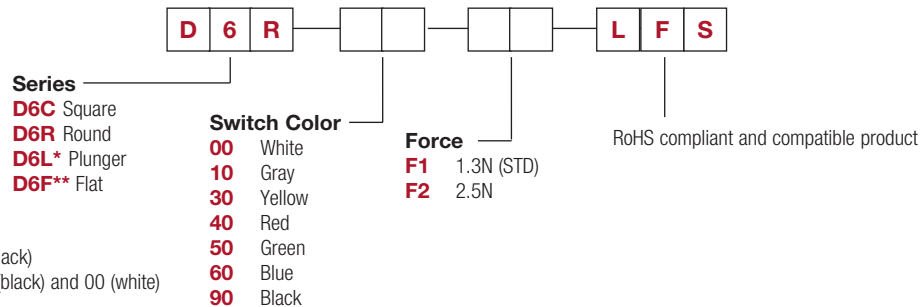 D 6 R L F S
Series
D6C Square
D6R Round
D6L* Plunger
D6F** Flat
Switch Color
00 White
10 Gray
30 Yellow
40 Red
50 Green
60 Blue
90 Black
Force
F1 1.3N (STD)
F2 2.5N
RoHS compliant and compatible product
ack)
black) and 00 (white)